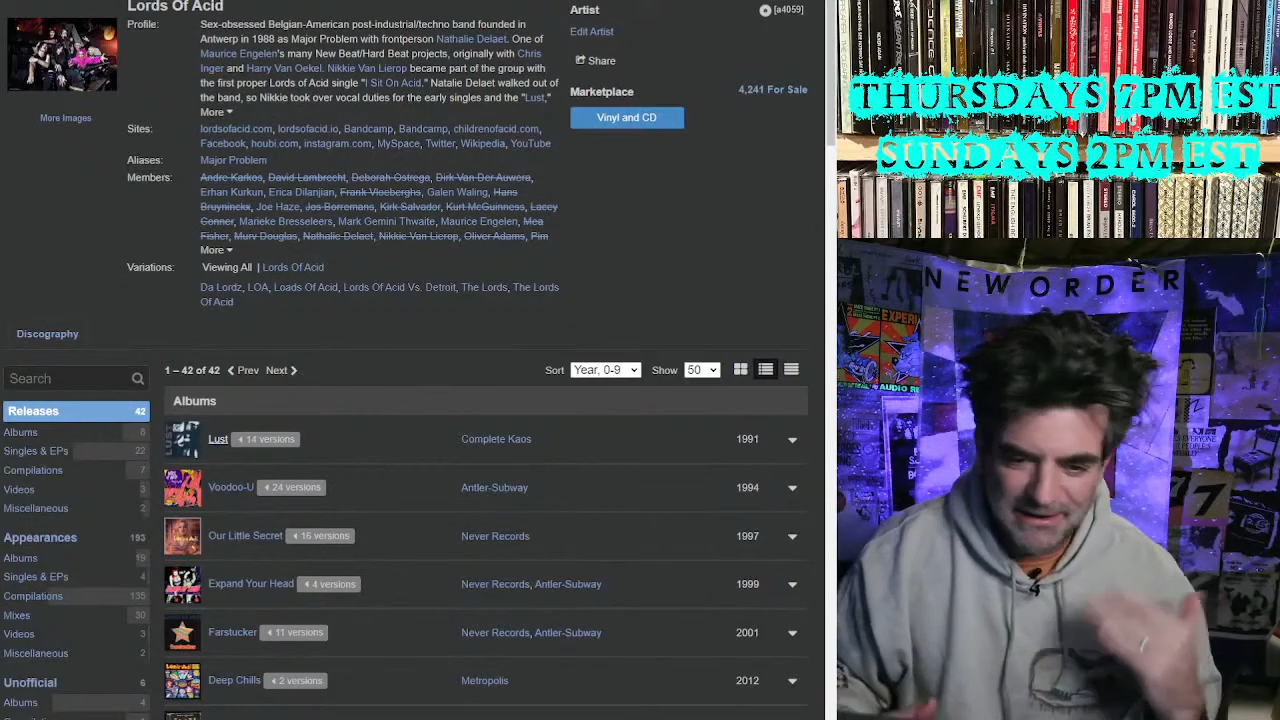 Lords Of Acid
Profile: Sex-obsessed Belgian-American post-industrial/techno band founded in
Antwerp in 1988 as Major Problem with frontperson Nathalie Delaet. One of
Maurice Engelen's many New Beat/Hard Beat projects, originally with Chris
Inger and Harry Van Oekel. Nikkie Van Lierop became part of the group with
the first proper Lords of Acid single "I Sit On Acid." Natalie Delaet walked out of
the band, so Nikkie took over vocal duties for the early singles and the "Lust,"
More
More Images
Sites: lordsofacid.com, lordsofacid.io, Bandcamp, Bandcamp, childrenofacid.com,
Facebook, houbi.com, instagram.com, MySpace, Twitter, Wikipedia, YouTube
Aliases: Major Problem
Members: Andre Karkos, David Lambrecht, Deborah Ostrega, Dirk Van Der Auwera,
Erhan Kurkun, Erica Dilanjian, Frank Vloeberghs, Galen Waling, Hans
Bruyninckx, Joe Haze, Jos Borremans, Kirk Salvador, Kurt McGuinness, Lacey
Conner, Marieke Bresseleers, Mark Gemini Thwaite, Maurice Engelen, Mea
Fisher, Murv Douglas, Nathalie Delaet, Nikkie Van Lierop, Oliver Adams, Pim
More
Variations: Viewing All | Lords Of Acid
Da Lordz, LOA, Loads Of Acid, Lords Of Acid Vs. Detroit, The Lords, The Lords
Of Acid
Artist [a4059]
Edit Artist
Share
Marketplace 4,241 For Sale
Vinyl and CD
Discography
Search
Releases 42
Albums 8
Singles & EPs 22
Compilations 7
Videos 3
Miscellaneous 2
Appearances 193
Albums 19
Singles & EPs 4
Compilations 135
Mixes 30
Videos 3
Miscellaneous 2
Unofficial 6
Albums 4
1 – 42 of 42 Prev Next Sort Year, 0-9 Show 50
Albums
Lust 14 versions Complete Kaos 1991
Voodoo-U 24 versions Antler-Subway 1994
Our Little Secret 16 versions Never Records 1997
Expand Your Head 4 versions Never Records, Antler-Subway 1999
Farstucker 11 versions Never Records, Antler-Subway 2001
Deep Chills 2 versions Metropolis 2012
THURSDAYS 7PM EST
SUNDAYS 2PM EST
NEW ORDER